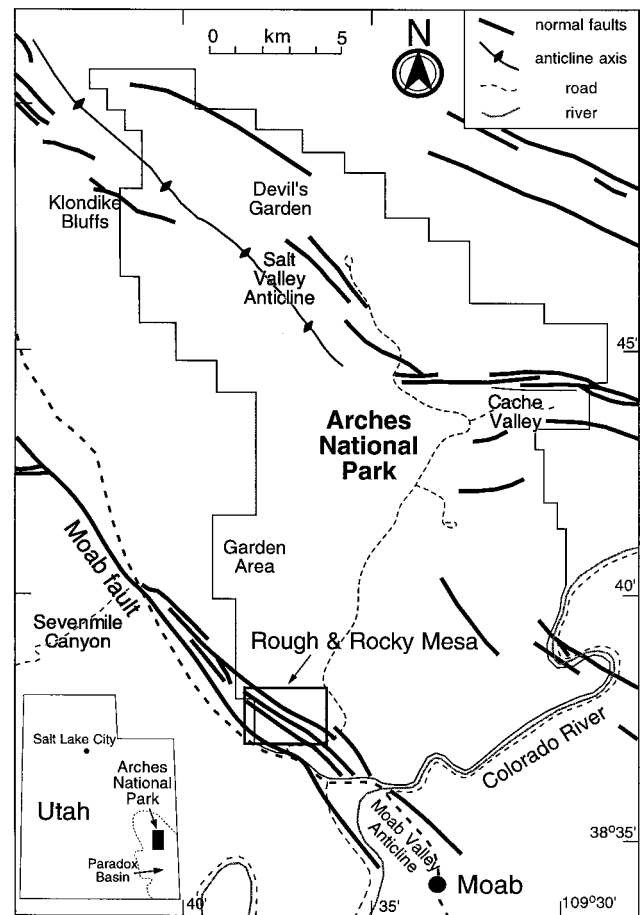 N
0 km 5
normal faults
anticline axis
road
river
Klondike
Bluffs
Devil's
Garden
Salt
Valley
Anticline
45'
Cache
Valley
Arches
National
Park
Garden
Area
Moab fault
40'
Sevenmile
Canyon
Rough & Rocky Mesa
Colorado River
Salt Lake City
Arches
National
Park
Utah
Paradox
Basin
Moab Valley
Anticline
38°35'
Moab
40'
35'
109°30'